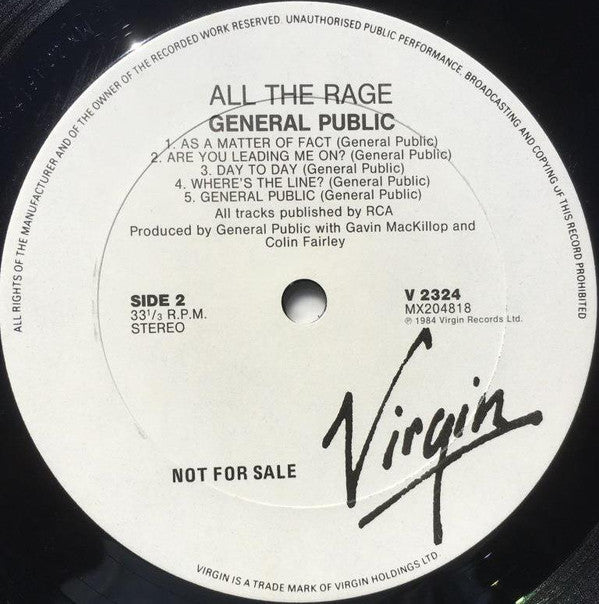 ALL RIGHTS OF THE MANUFACTURER AND OF THE OWNER OF THE RECORDED WORK RESERVED. UNAUTHORISED PUBLIC PERFORMANCE, BROADCASTING AND COPYING OF THIS RECORD PROHIBITED
ALL THE RAGE
GENERAL PUBLIC
1. AS A MATTER OF FACT (General Public)
2. ARE YOU LEADING ME ON? (General Public)
3. DAY TO DAY (General Public)
4. WHERE'S THE LINE? (General Public)
5. GENERAL PUBLIC (General Public)
All tracks published by RCA
Produced by General Public with Gavin MacKillop and
Colin Fairley
SIDE 2
33⅓ R.P.M.
STEREO
V 2324
MX204818
℗ 1984 Virgin Records Ltd.
Virgin
NOT FOR SALE
VIRGIN IS A TRADE MARK OF VIRGIN HOLDINGS LTD.